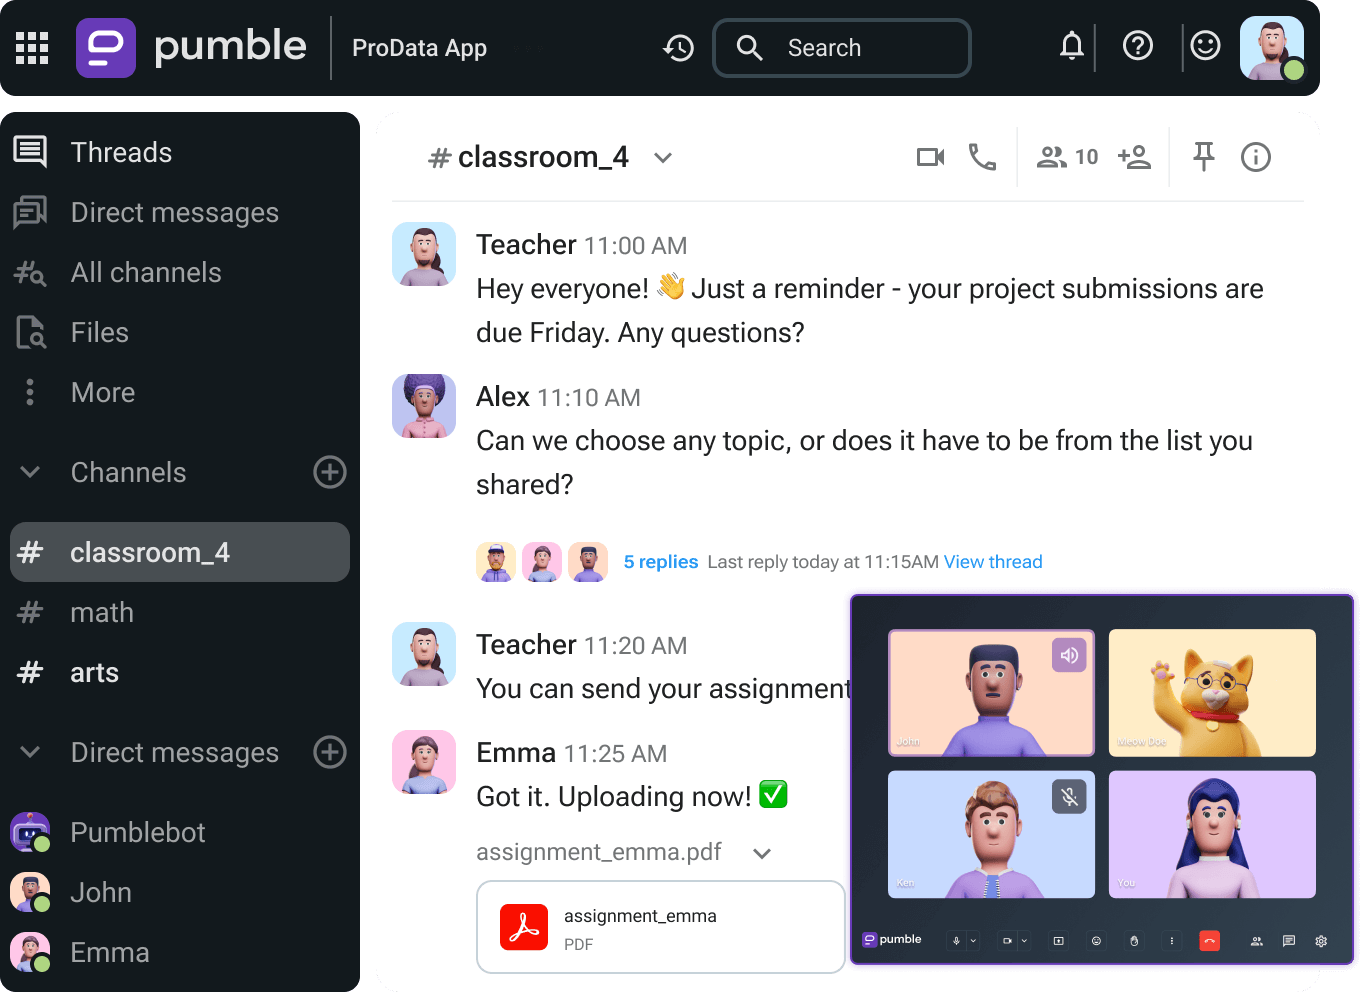 pumble
ProData App
Search
Threads
Direct messages
All channels
Files
More
Channels
# classroom_4
# math
# arts
Direct messages
Pumblebot
John
Emma
# classroom_4
10
Teacher 11:00 AM
Hey everyone! 👋 Just a reminder - your project submissions are
due Friday. Any questions?
Alex 11:10 AM
Can we choose any topic, or does it have to be from the list you
shared?
5 replies Last reply today at 11:15AM View thread
Teacher 11:20 AM
You can send your assignment
Emma 11:25 AM
Got it. Uploading now! ✅
assignment_emma.pdf
assignment_emma
PDF
John
Meow Doe
Ken
You
pumble